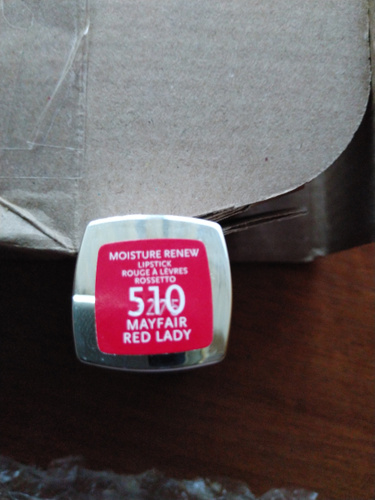 MOISTURE RENEW
LIPSTICK
ROUGE À LÈVRES
ROSSETTO
510
MAYFAIR
RED LADY